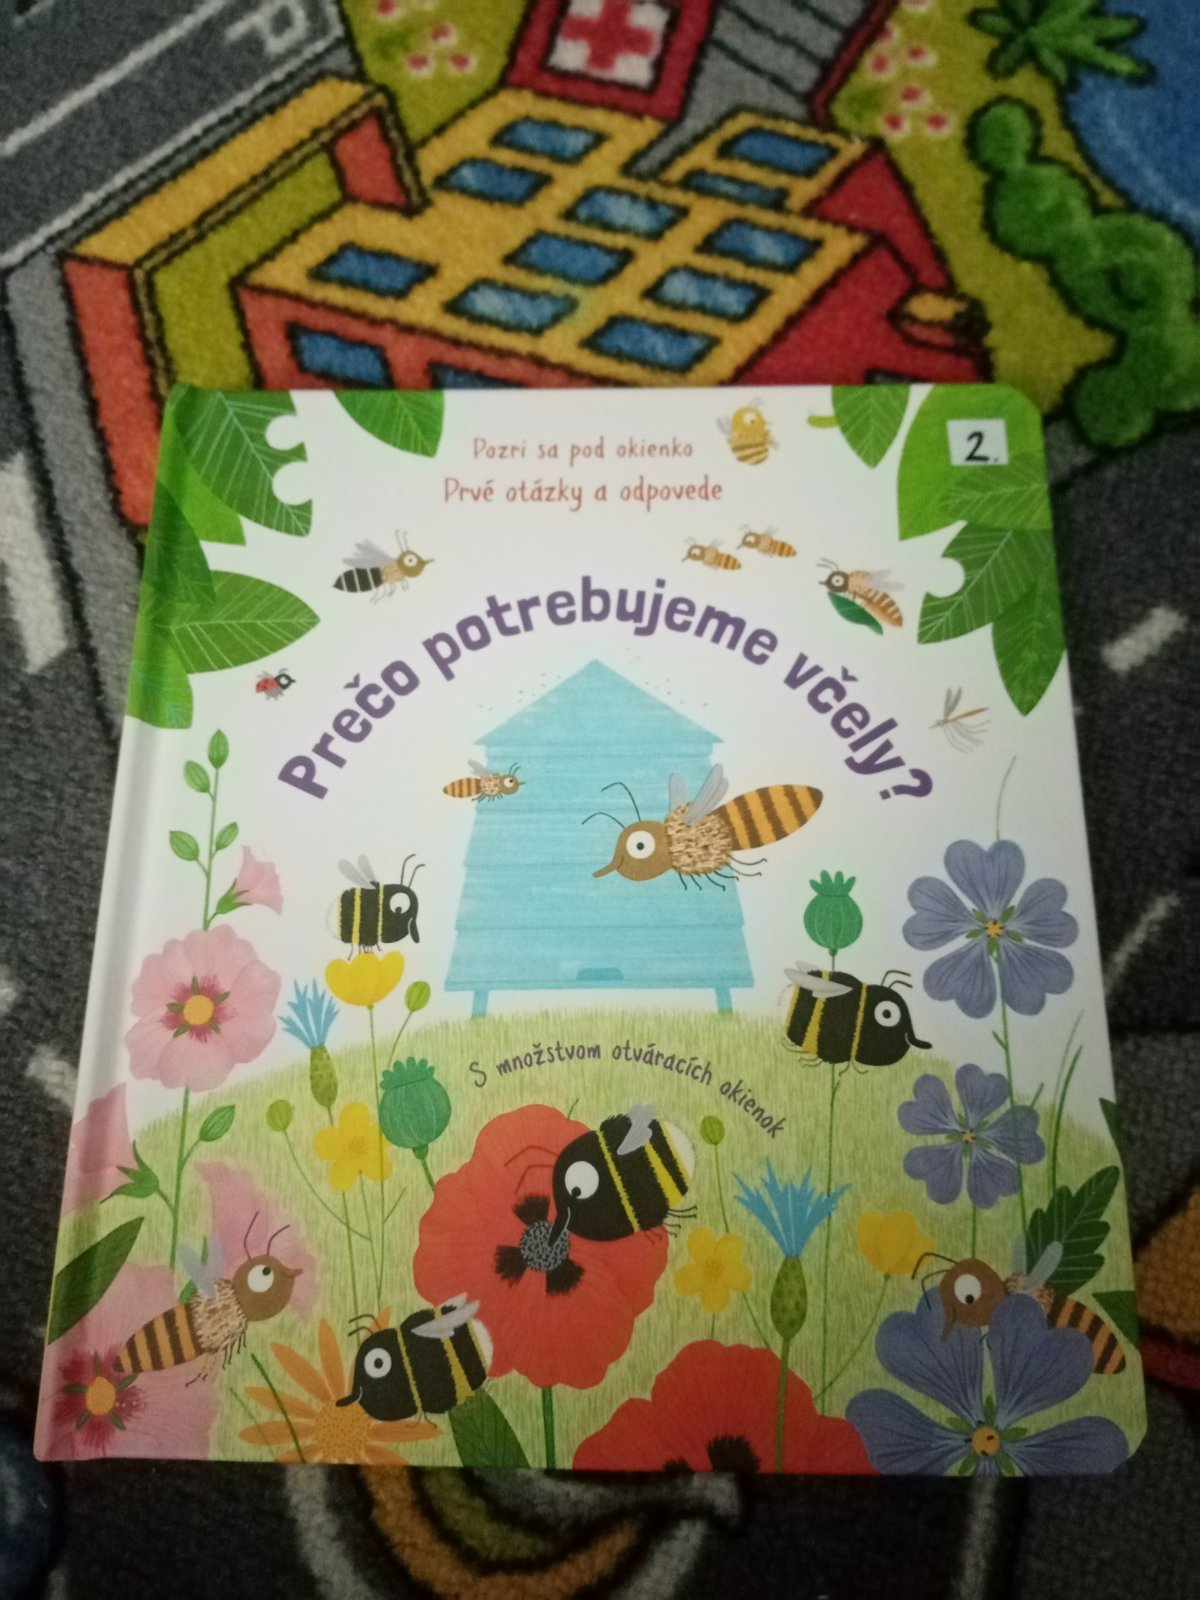 P
2.
Pozri sa pod okienko
Prvé otázky a odpovede
Prečo potrebujeme včely?
S množstvom otváracích okienok